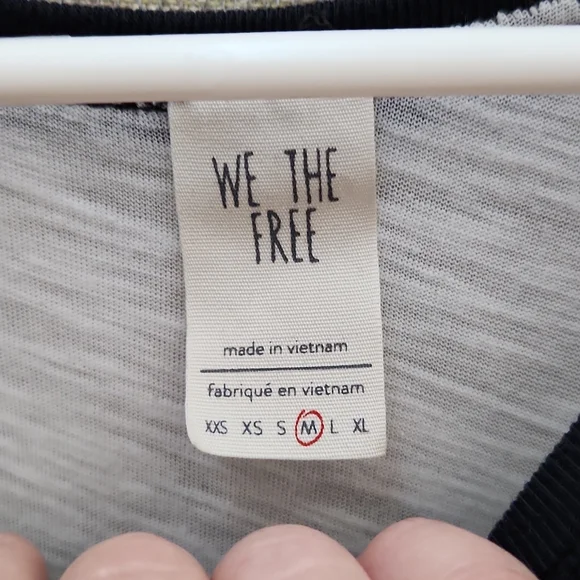 WE THE
FREE
made in vietnam
fabriqué en vietnam
XXS XS S M L XL